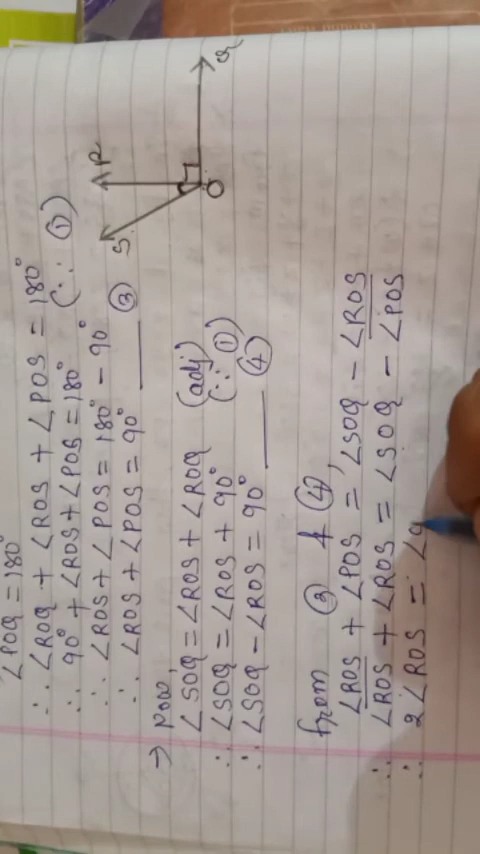 ∠POQ = 180°
∴ ∠ROQ + ∠ROS + ∠POS = 180°
∴ 90° + ∠ROS + ∠POS = 180° (∵ ①)
∴ ∠ROS + ∠POS = 180° - 90°
∴ ∠ROS + ∠POS = 90° ③
→ Now,
∠SOQ = ∠ROS + ∠ROQ (adj)
∴ ∠SOQ = ∠ROS + 90° (∵ ①)
∴ ∠SOQ - ∠ROS = 90° ④
from ③ & ④
∠ROS + ∠POS = ∠SOQ - ∠ROS
∴ ∠ROS + ∠ROS = ∠SOQ - ∠POS
∴ 2∠ROS = ∠
S R
O